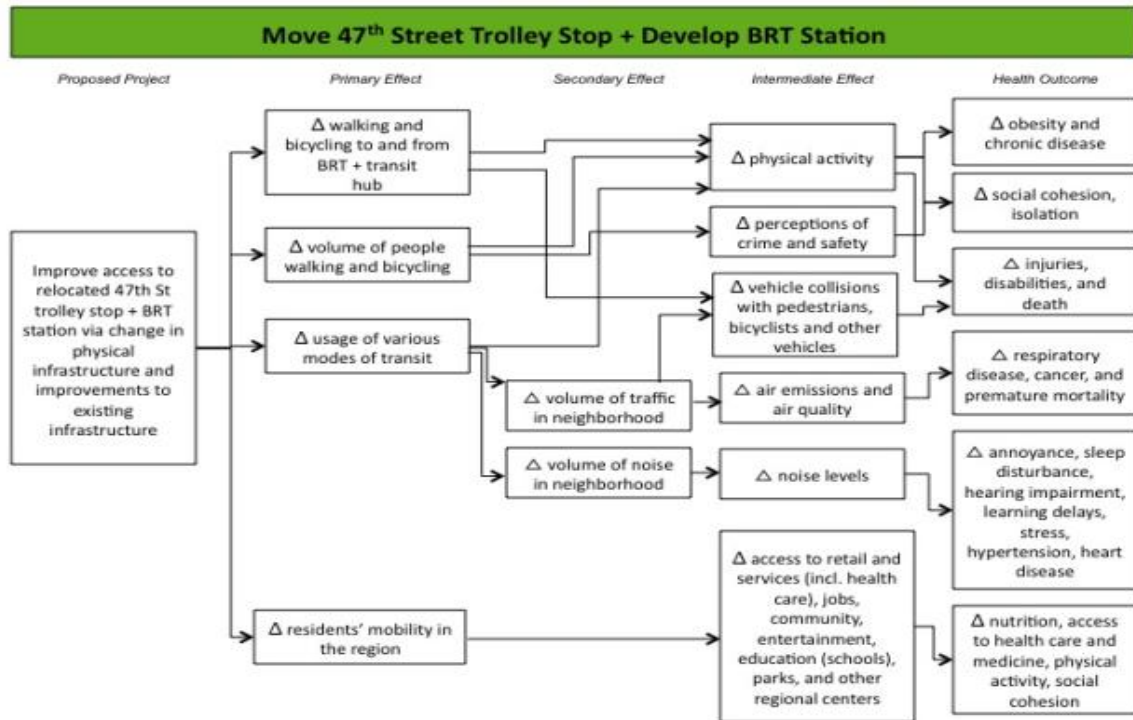 Move 47th Street Trolley Stop + Develop BRT Station
Proposed Project
Primary Effect
Secondary Effect
Intermediate Effect
Health Outcome
Improve access to
relocated 47th St
trolley stop + BRT
station via change in
physical
infrastructure and
improvements to
existing
infrastructure
Δ walking and
bicycling to and from
BRT + transit
hub
Δ volume of people
walking and bicycling
Δ usage of various
modes of transit
Δ residents’ mobility in
the region
Δ volume of traffic
in neighborhood
Δ volume of noise
in neighborhood
Δ physical activity
Δ perceptions of
crime and safety
Δ vehicle collisions
with pedestrians,
bicyclists and other
vehicles
Δ air emissions and
air quality
Δ noise levels
Δ access to retail and
services (incl. health
care), jobs,
community,
entertainment,
education (schools),
parks, and other
regional centers
Δ obesity and
chronic disease
Δ social cohesion,
isolation
Δ injuries,
disabilities, and
death
Δ respiratory
disease, cancer, and
premature mortality
Δ annoyance, sleep
disturbance,
hearing impairment,
learning delays,
stress,
hypertension, heart
disease
Δ nutrition, access
to health care and
medicine, physical
activity, social
cohesion